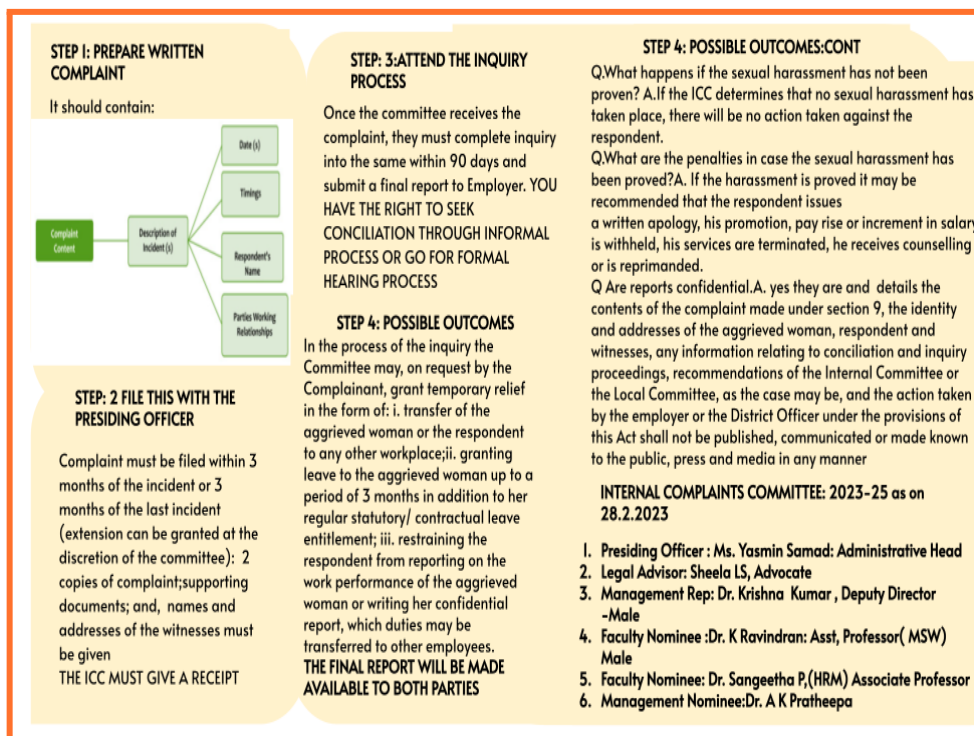 STEP 1: PREPARE WRITTEN
COMPLAINT
It should contain:
Complaint
Content
Description of
Incident (s)
Date (s)
Timings
Respondent's
Name
Parties Working
Relationships
STEP: 2 FILE THIS WITH THE
PRESIDING OFFICER
Complaint must be filed within 3
months of the incident or 3
months of the last incident
(extension can be granted at the
discretion of the committee): 2
copies of complaint;supporting
documents; and, names and
addresses of the witnesses must
be given
THE ICC MUST GIVE A RECEIPT
STEP: 3:ATTEND THE INQUIRY
PROCESS
Once the committee receives the
complaint, they must complete inquiry
into the same within 90 days and
submit a final report to Employer. YOU
HAVE THE RIGHT TO SEEK
CONCILIATION THROUGH INFORMAL
PROCESS OR GO FOR FORMAL
HEARING PROCESS
STEP 4: POSSIBLE OUTCOMES
In the process of the inquiry the
Committee may, on request by the
Complainant, grant temporary relief
in the form of: i. transfer of the
aggrieved woman or the respondent
to any other workplace;ii. granting
leave to the aggrieved woman up to a
period of 3 months in addition to her
regular statutory/ contractual leave
entitlement; iii. restraining the
respondent from reporting on the
work performance of the aggrieved
woman or writing her confidential
report, which duties may be
transferred to other employees.
THE FINAL REPORT WILL BE MADE
AVAILABLE TO BOTH PARTIES
STEP 4: POSSIBLE OUTCOMES:CONT
Q.What happens if the sexual harassment has not been
proven? A.If the ICC determines that no sexual harassment has
taken place, there will be no action taken against the
respondent.
Q.What are the penalties in case the sexual harassment has
been proved?A. If the harassment is proved it may be
recommended that the respondent issues
a written apology, his promotion, pay rise or increment in salary
is withheld, his services are terminated, he receives counselling
or is reprimanded.
Q Are reports confidential.A. yes they are and details the
contents of the complaint made under section 9, the identity
and addresses of the aggrieved woman, respondent and
witnesses, any information relating to conciliation and inquiry
proceedings, recommendations of the Internal Committee or
the Local Committee, as the case may be, and the action taken
by the employer or the District Officer under the provisions of
this Act shall not be published, communicated or made known
to the public, press and media in any manner
INTERNAL COMPLAINTS COMMITTEE: 2023-25 as on
28.2.2023
1. Presiding Officer : Ms. Yasmin Samad: Administrative Head
2. Legal Advisor: Sheela LS, Advocate
3. Management Rep: Dr. Krishna Kumar , Deputy Director
-Male
4. Faculty Nominee :Dr. K Ravindran: Asst, Professor( MSW)
Male
5. Faculty Nominee: Dr. Sangeetha P,(HRM) Associate Professor
6. Management Nominee:Dr. A K Pratheepa